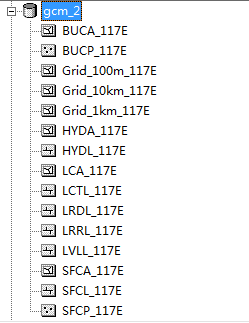 gcm_2
BUCA_117E
BUCP_117E
Grid_100m_117E
Grid_10km_117E
Grid_1km_117E
HYDA_117E
HYDL_117E
LCA_117E
LCTL_117E
LRDL_117E
LRRL_117E
LVLL_117E
SFCA_117E
SFCL_117E
SFCP_117E